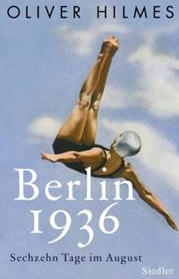 OLIVER HILMES
Berlin
1936
Sechzehn Tage im August
Siedler